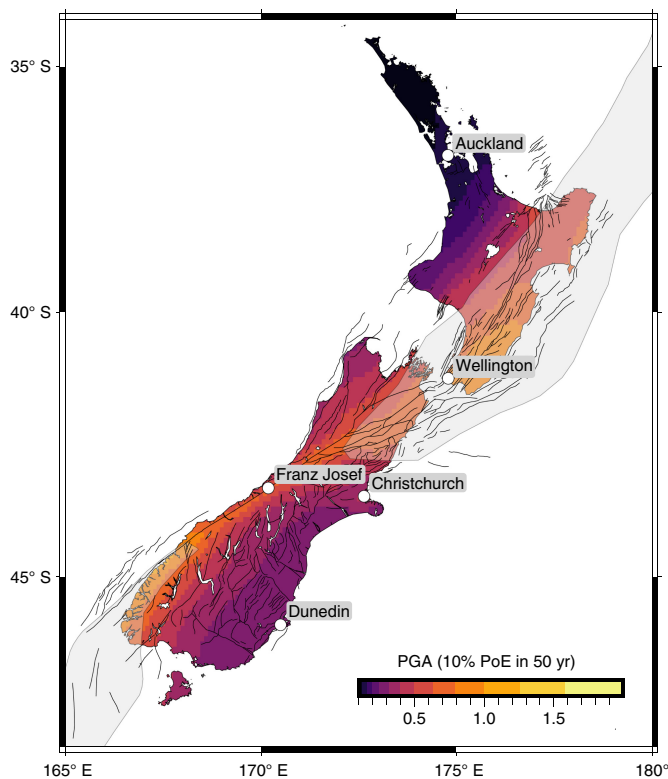 35° S
Auckland
40° S
Wellington
Franz Josef
Christchurch
45° S
Dunedin
PGA (10% PoE in 50 yr)
0.5 1.0 1.5
165° E 170° E 175° E 180°